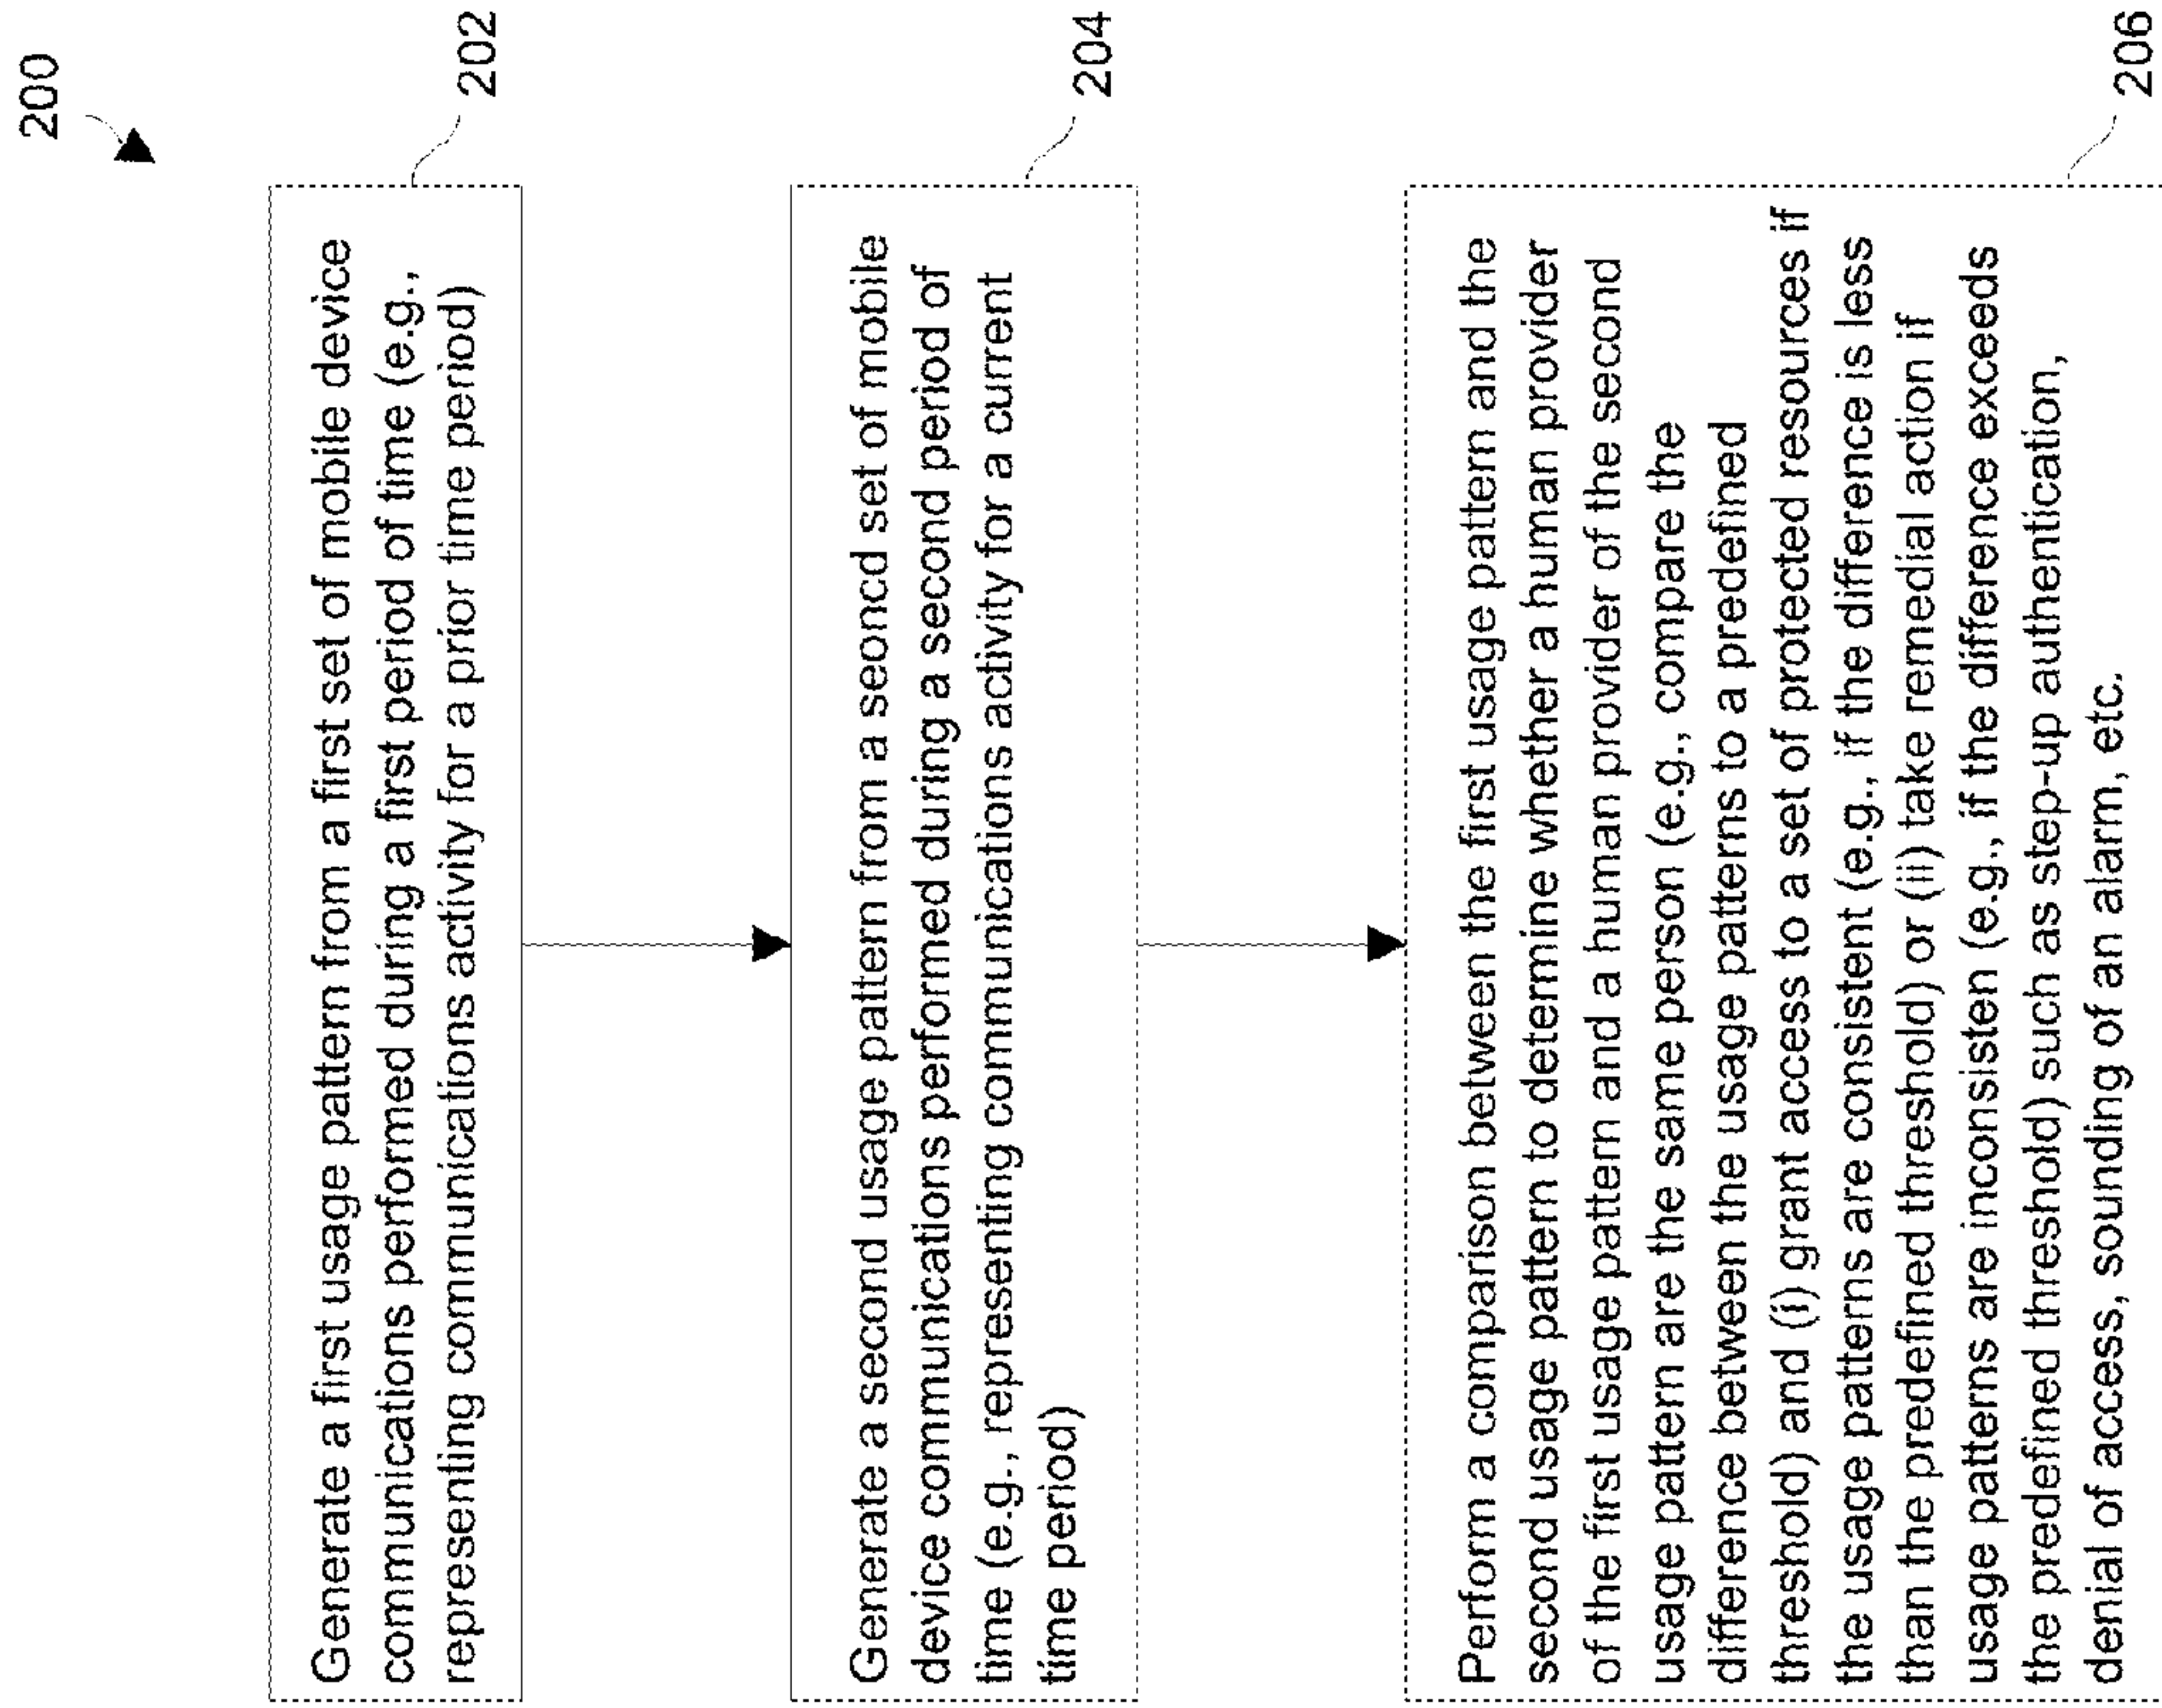 200
Generate a first usage pattern from a first set of mobile device
communications performed during a first period of time (e.g.,
representing communications activity for a prior time period)
202
Generate a second usage pattern from a second set of mobile
device communications performed during a second period of
time (e.g., representing communications activity for a current
time period)
204
Perform a comparison between the first usage pattern and the
second usage pattern to determine whether a human provider
of the first usage pattern and a human provider of the second
usage pattern are the same person (e.g., compare the
difference between the usage patterns to a predefined
threshold) and (i) grant access to a set of protected resources if
the usage patterns are consistent (e.g., if the difference is less
than the predefined threshold) or (ii) take remedial action if
usage patterns are inconsisten (e.g., if the difference exceeds
the predefined threshold) such as step-up authentication,
denial of access, sounding of an alarm, etc.
206